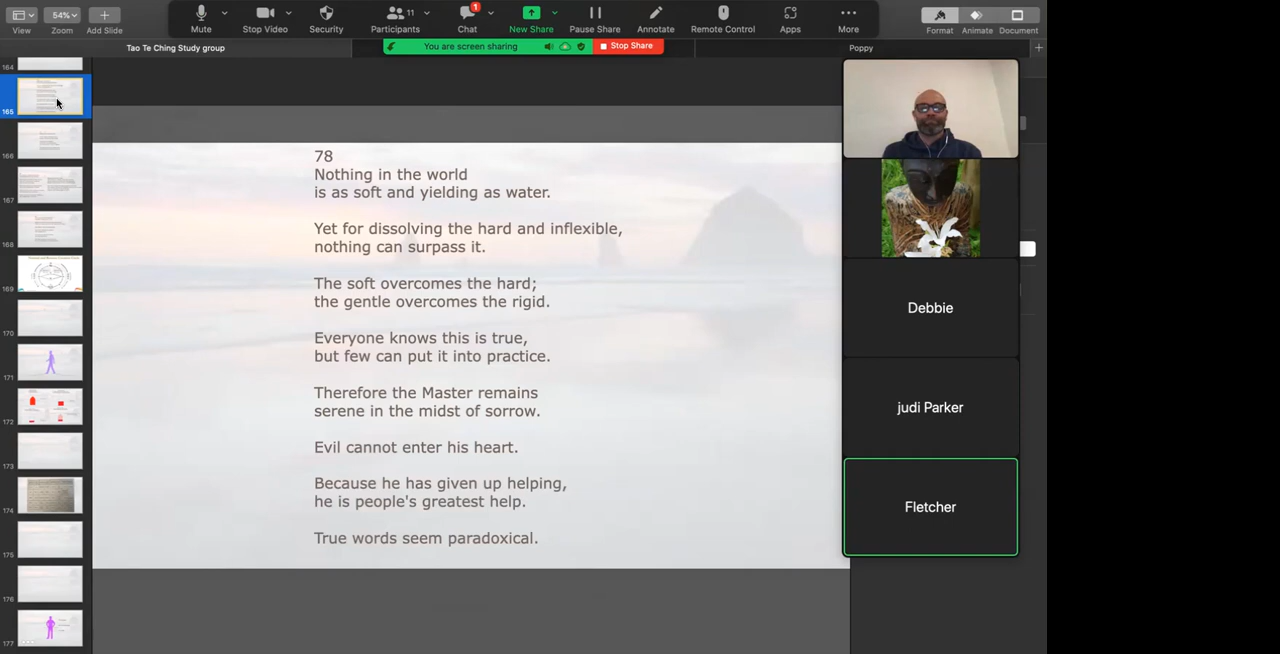 54%
View
Zoom
Add Slide
Mute
Stop Video
Security
11
Participants
1
Chat
New Share
Pause Share
Annotate
Remote Control
Apps
More
Format
Animate
Document
Tao Te Ching Study group
You are screen sharing
Stop Share
Poppy
164
165
166
167
168
169
170
171
172
173
174
175
176
177
78
Nothing in the world
is as soft and yielding as water.
Yet for dissolving the hard and inflexible,
nothing can surpass it.
The soft overcomes the hard;
the gentle overcomes the rigid.
Everyone knows this is true,
but few can put it into practice.
Therefore the Master remains
serene in the midst of sorrow.
Evil cannot enter his heart.
Because he has given up helping,
he is people's greatest help.
True words seem paradoxical.
Debbie
judi Parker
Fletcher